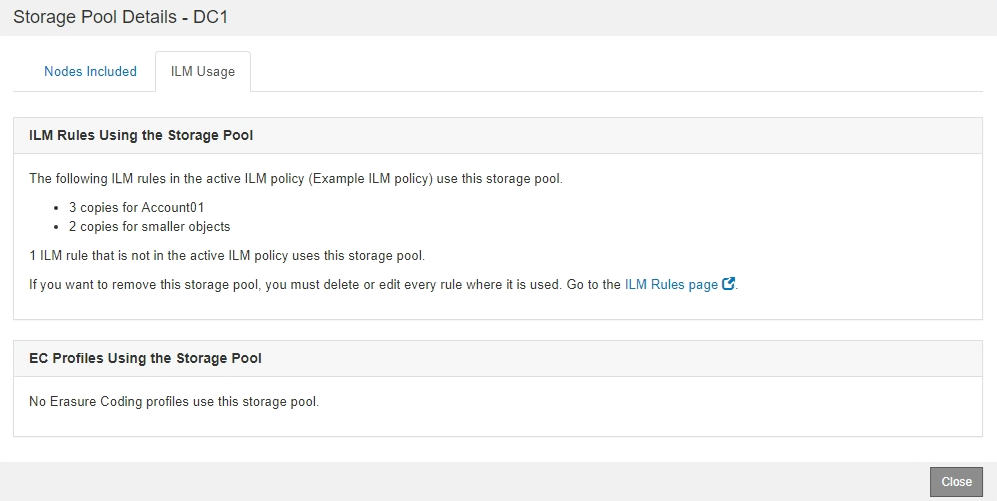 Storage Pool Details - DC1
Nodes Included
ILM Usage
ILM Rules Using the Storage Pool
The following ILM rules in the active ILM policy (Example ILM policy) use this storage pool.
• 3 copies for Account01
• 2 copies for smaller objects
1 ILM rule that is not in the active ILM policy uses this storage pool.
If you want to remove this storage pool, you must delete or edit every rule where it is used. Go to the ILM Rules page.
EC Profiles Using the Storage Pool
No Erasure Coding profiles use this storage pool.
Close